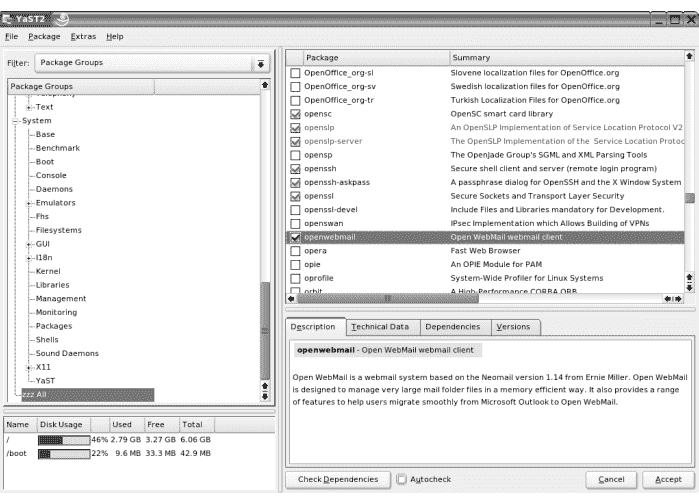 YaST2
File Package Extras Help
Filter: Package Groups
Package Groups
Text
System
Base
Benchmark
Boot
Console
Daemons
Emulators
Fhs
Filesystems
GUI
I18n
Kernel
Libraries
Management
Monitoring
Packages
Shells
Sound Daemons
X11
YaST
zzz All
Name Disk Usage Used Free Total
/ 46% 2.79 GB 3.27 GB 6.06 GB
/boot 22% 9.6 MB 33.3 MB 42.9 MB
Package Summary
OpenOffice_org-sl Slovene localization files for OpenOffice.org
OpenOffice_org-sv Swedish localization files for OpenOffice.org
OpenOffice_org-tr Turkish Localization files for OpenOffice.org
opensc OpenSC smart card library
openslp An OpenSLP Implementation of Service Location Protocol V2
openslp-server The OpenSLP Implementation of the Service Location Protoc
opensp The OpenJade Group's SGML and XML Parsing Tools
openssh Secure shell client and server (remote login program)
openssh-askpass A passphrase dialog for OpenSSH and the X Window System
openssl Secure Sockets and Transport Layer Security
openssl-devel Include Files and Libraries mandatory for Development.
openswan IPsec Implementation which Allows Building of VPNs
openwebmail Open WebMail webmail client
opera Fast Web Browser
opie An OPIE Module for PAM
oprofile System-Wide Profiler for Linux Systems
orbit A High-Performance CORBA ORB
Description Technical Data Dependencies Versions
openwebmail - Open WebMail webmail client
Open WebMail is a webmail system based on the Neomail version 1.14 from Ernie Miller. Open WebMail
is designed to manage very large mail folder files in a memory efficient way. It also provides a range
of features to help users migrate smoothly from Microsoft Outlook to Open WebMail.
Check Dependencies Autocheck Cancel Accept